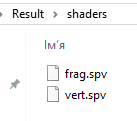 Result > shaders
Ім'я
frag.spv
vert.spv